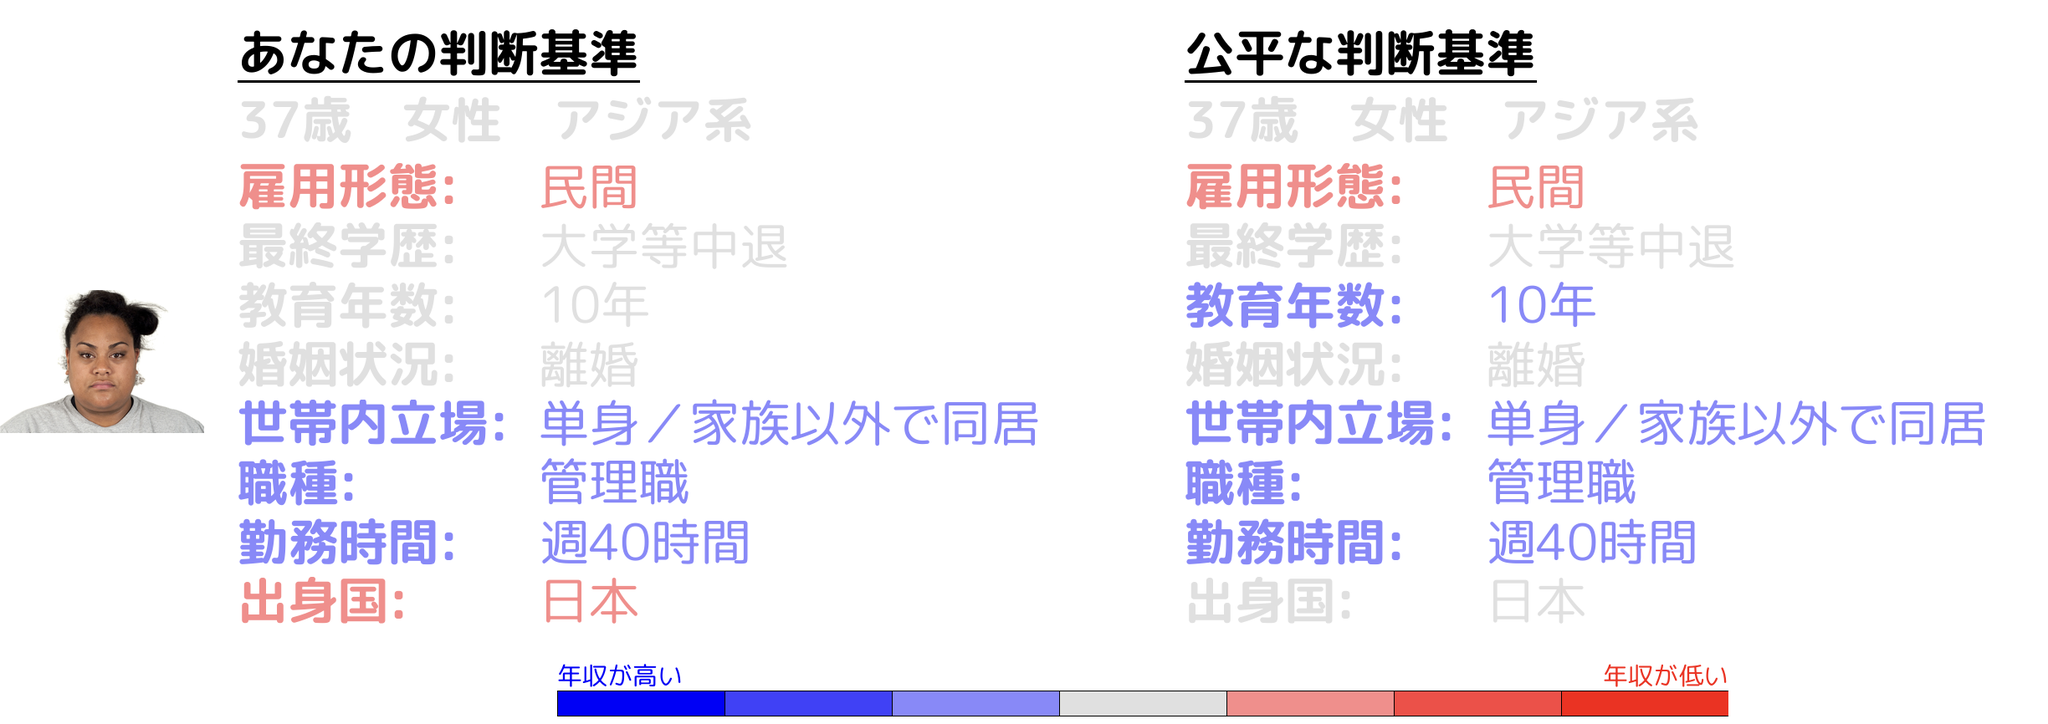 あなたの判断基準
37歳 女性 アジア系
雇用形態: 民間
最終学歴: 大学等中退
教育年数: 10年
婚姻状況: 離婚
世帯内立場: 単身／家族以外で同居
職種: 管理職
勤務時間: 週40時間
出身国: 日本
公平な判断基準
37歳 女性 アジア系
雇用形態: 民間
最終学歴: 大学等中退
教育年数: 10年
婚姻状況: 離婚
世帯内立場: 単身／家族以外で同居
職種: 管理職
勤務時間: 週40時間
出身国: 日本
年収が高い
年収が低い